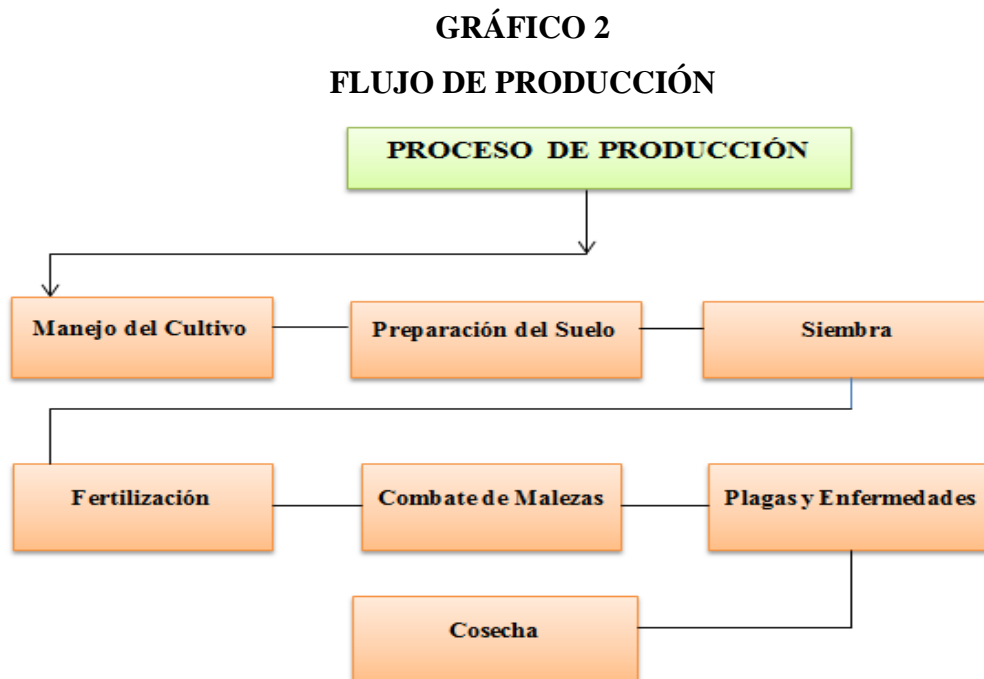 GRÁFICO 2
FLUJO DE PRODUCCIÓN
PROCESO DE PRODUCCIÓN
Manejo del Cultivo
Preparación del Suelo
Siembra
Fertilización
Combate de Malezas
Plagas y Enfermedades
Cosecha